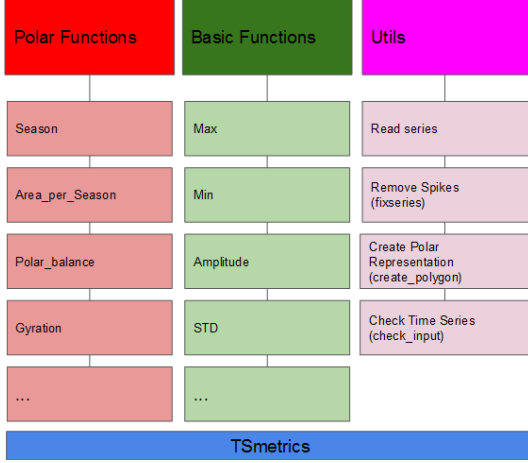 Polar Functions
Basic Functions
Utils
Season
Max
Read series
Area_per_Season
Min
Remove Spikes
(fixseries)
Polar_balance
Amplitude
Create Polar
Representation
(create_polygon)
Gyration
STD
Check Time Series
(check_input)
...
...
TSmetrics